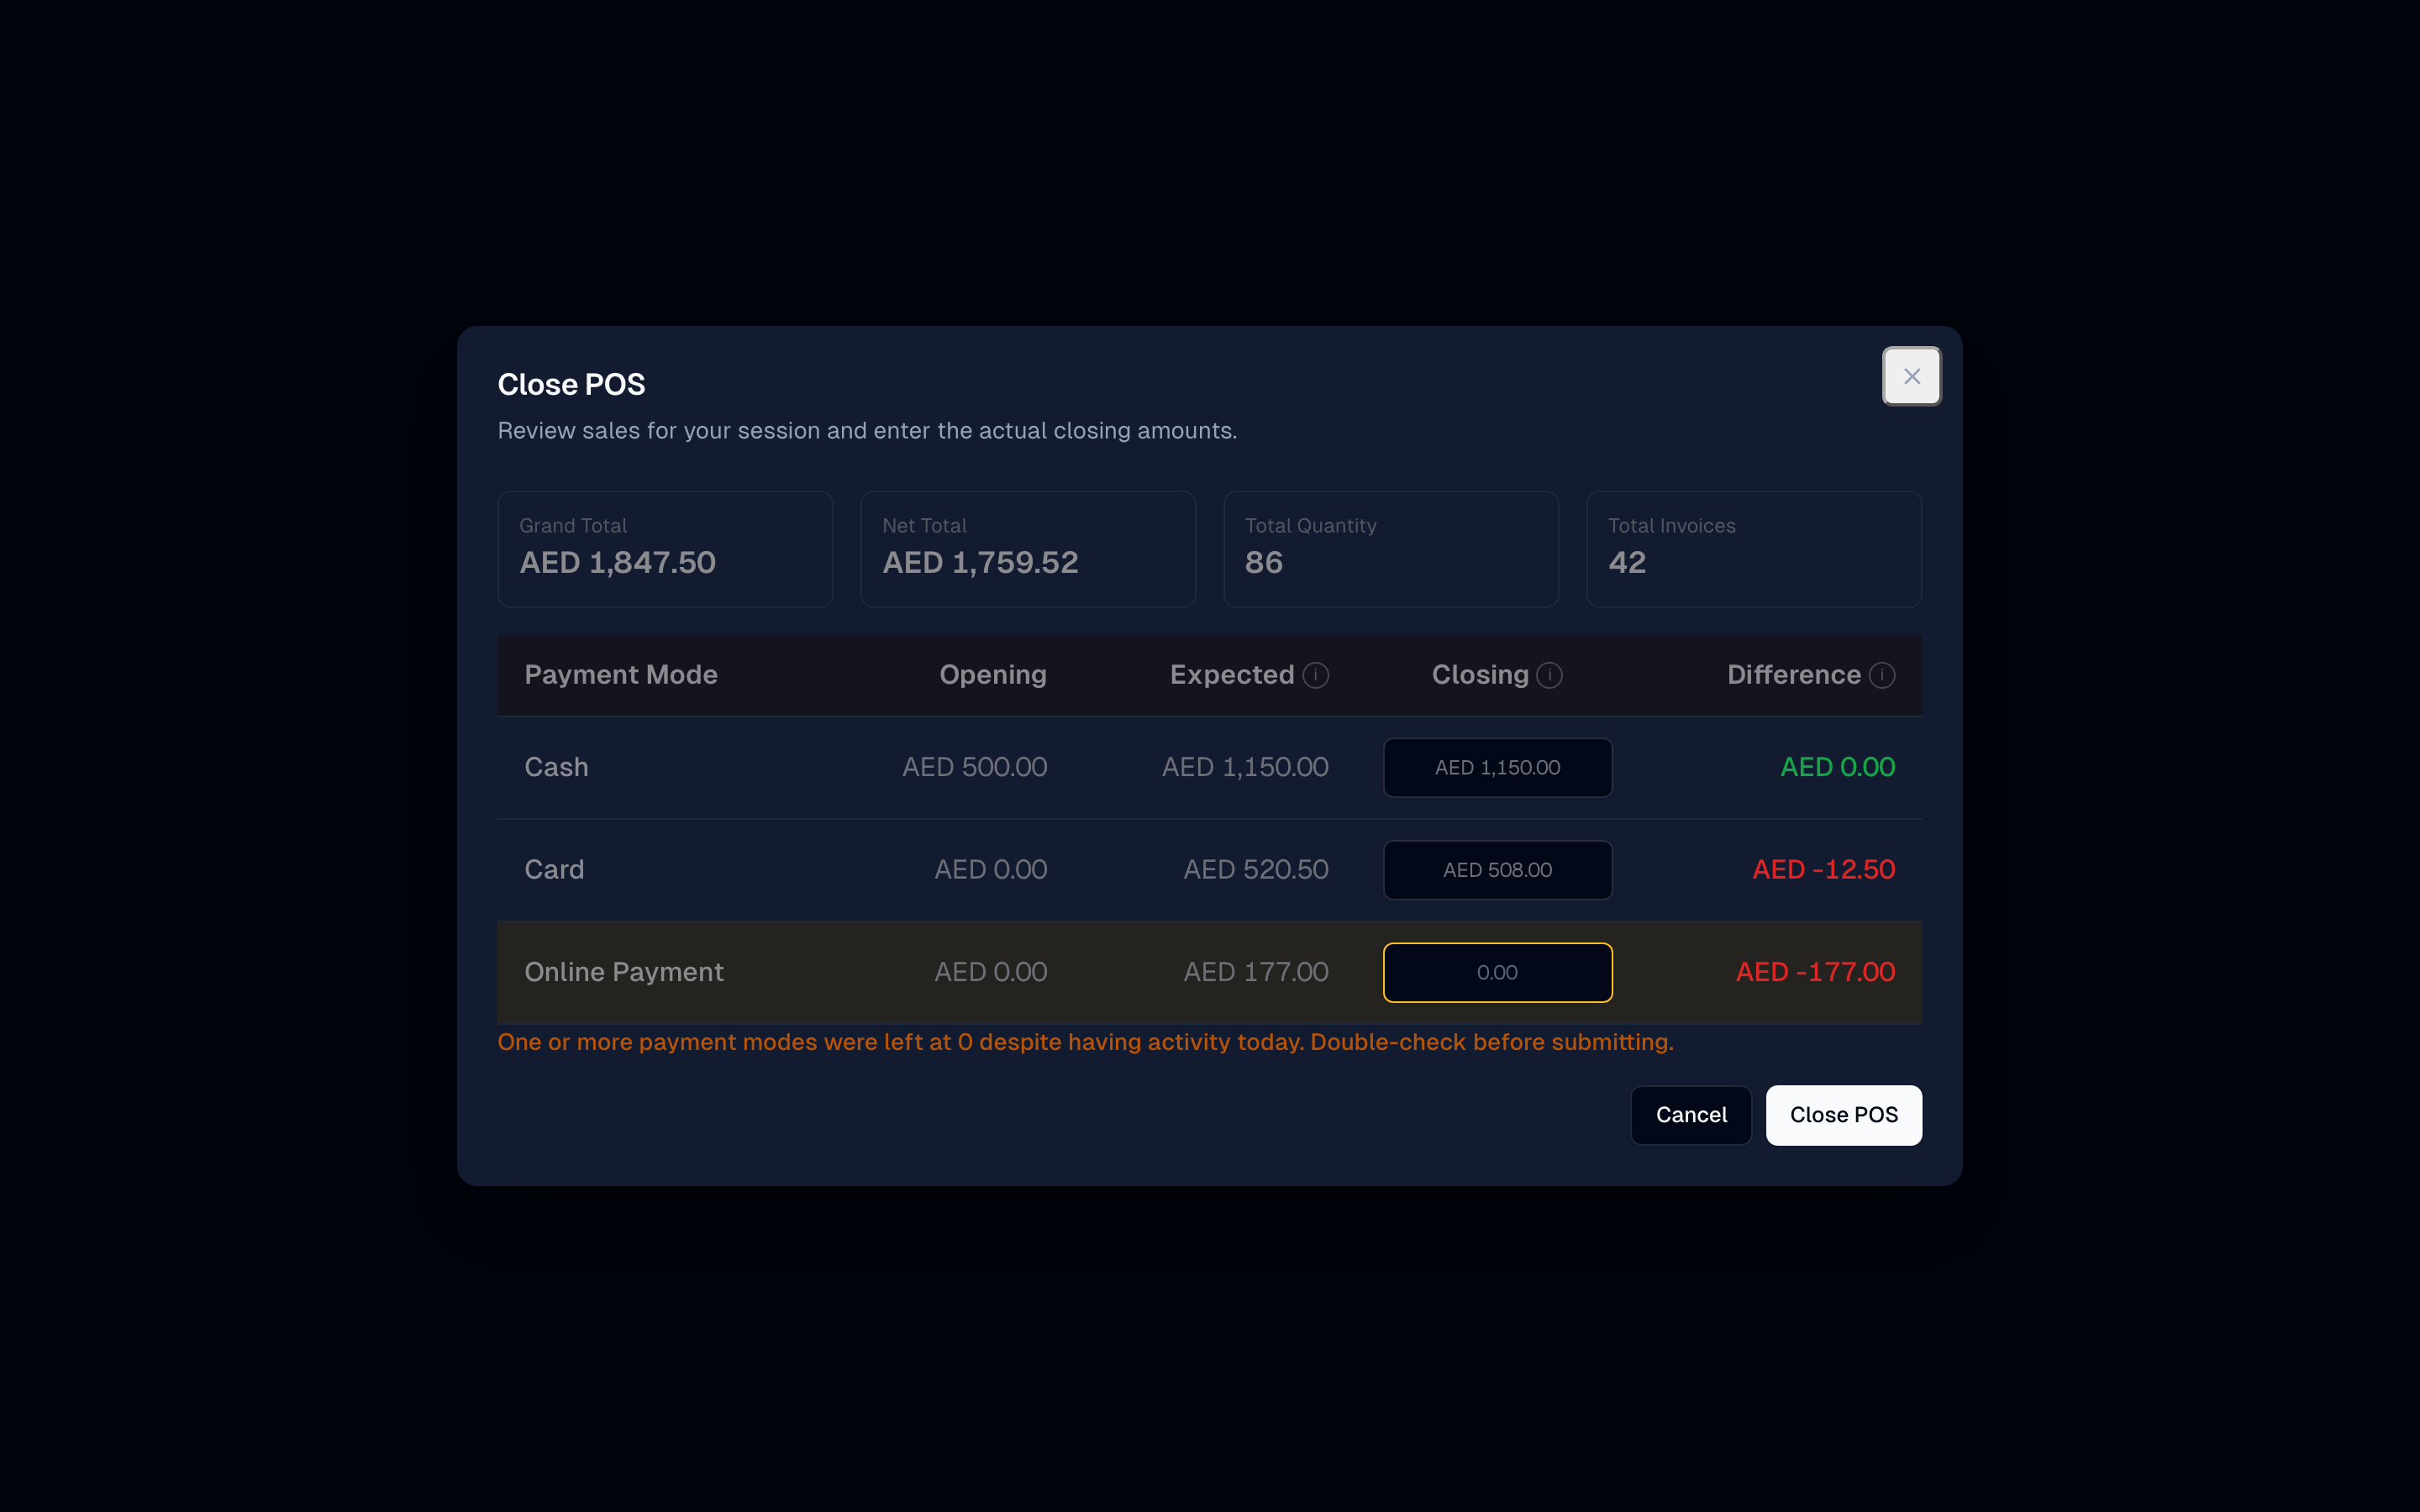 Close POS
Review sales for your session and enter the actual closing amounts.
Grand Total Net Total Total Quantity Total Invoices
AED 1,847.50 AED 1,759.52 86 42
Payment Mode Opening Expected i Closing i Difference i
Cash AED 500.00 AED 1,150.00 AED 1,150.00 AED 0.00
Card AED 0.00 AED 520.50 AED 508.00 AED -12.50
Online Payment AED 0.00 AED 177.00 0.00 AED -177.00
One or more payment modes were left at 0 despite having activity today. Double-check before submitting.
Cancel Close POS